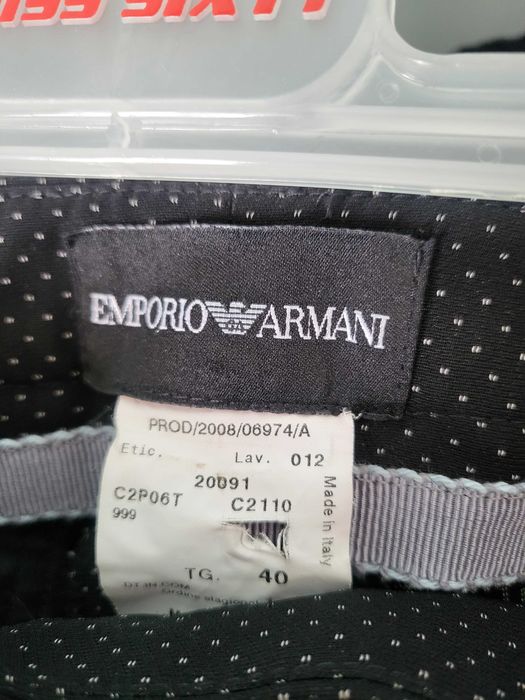 EMPORIO ARMANI
PROD/2008/06974/A
Etic. Lav. 012
20091
C2P06T C2110
999
Made in Italy
TG. 40